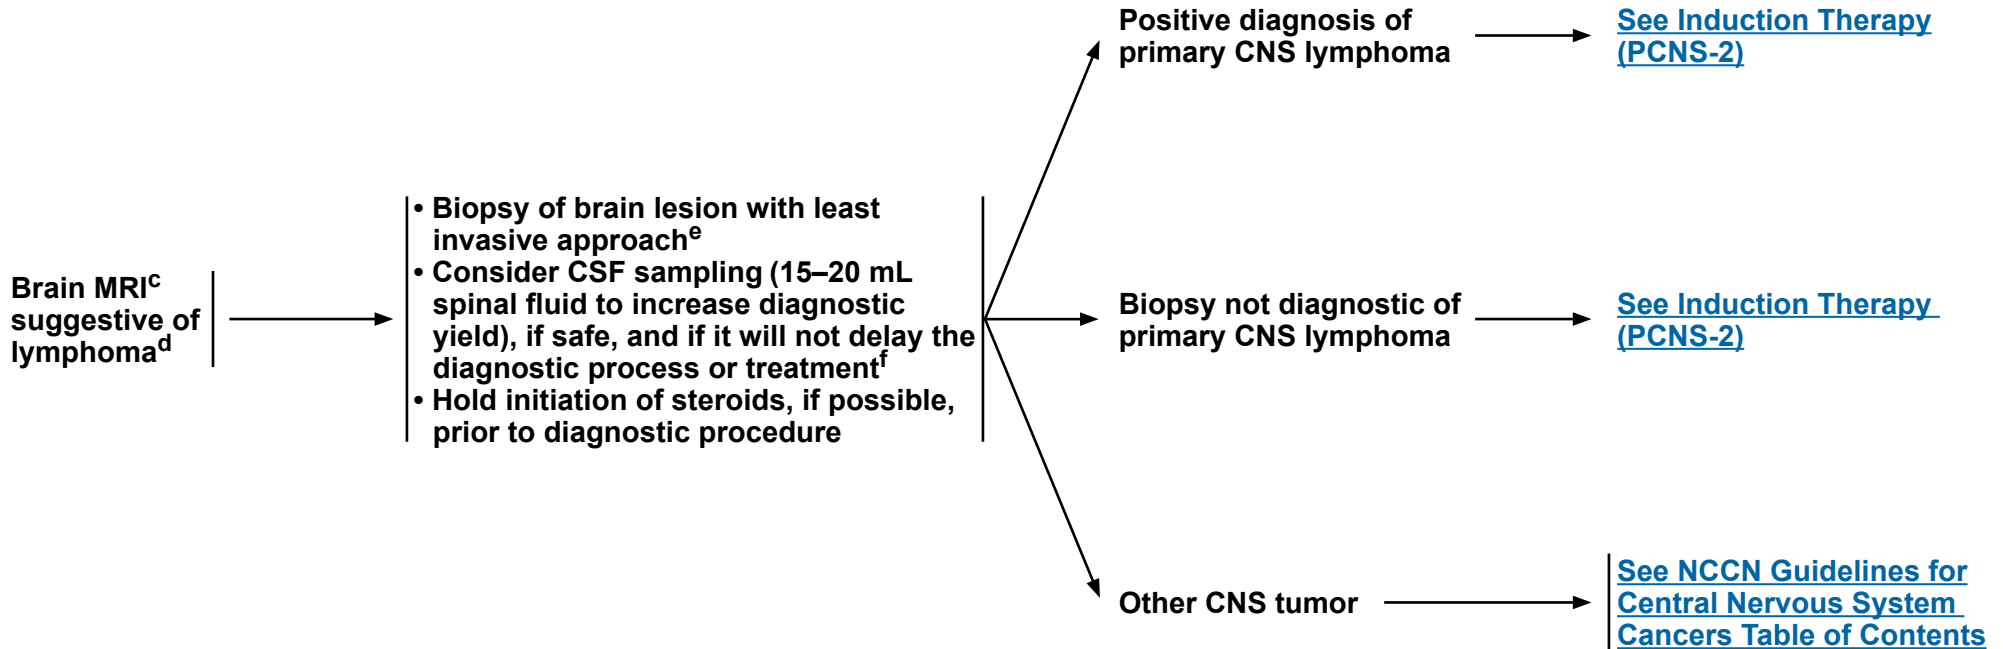 Brain MRIc
suggestive of
lymphomad
• Biopsy of brain lesion with least
invasive approache
• Consider CSF sampling (15–20 mL
spinal fluid to increase diagnostic
yield), if safe, and if it will not delay the
diagnostic process or treatmentf
• Hold initiation of steroids, if possible,
prior to diagnostic procedure
Positive diagnosis of
primary CNS lymphoma
See Induction Therapy
(PCNS-2)
Biopsy not diagnostic of
primary CNS lymphoma
See Induction Therapy
(PCNS-2)
Other CNS tumor
See NCCN Guidelines for
Central Nervous System
Cancers Table of Contents